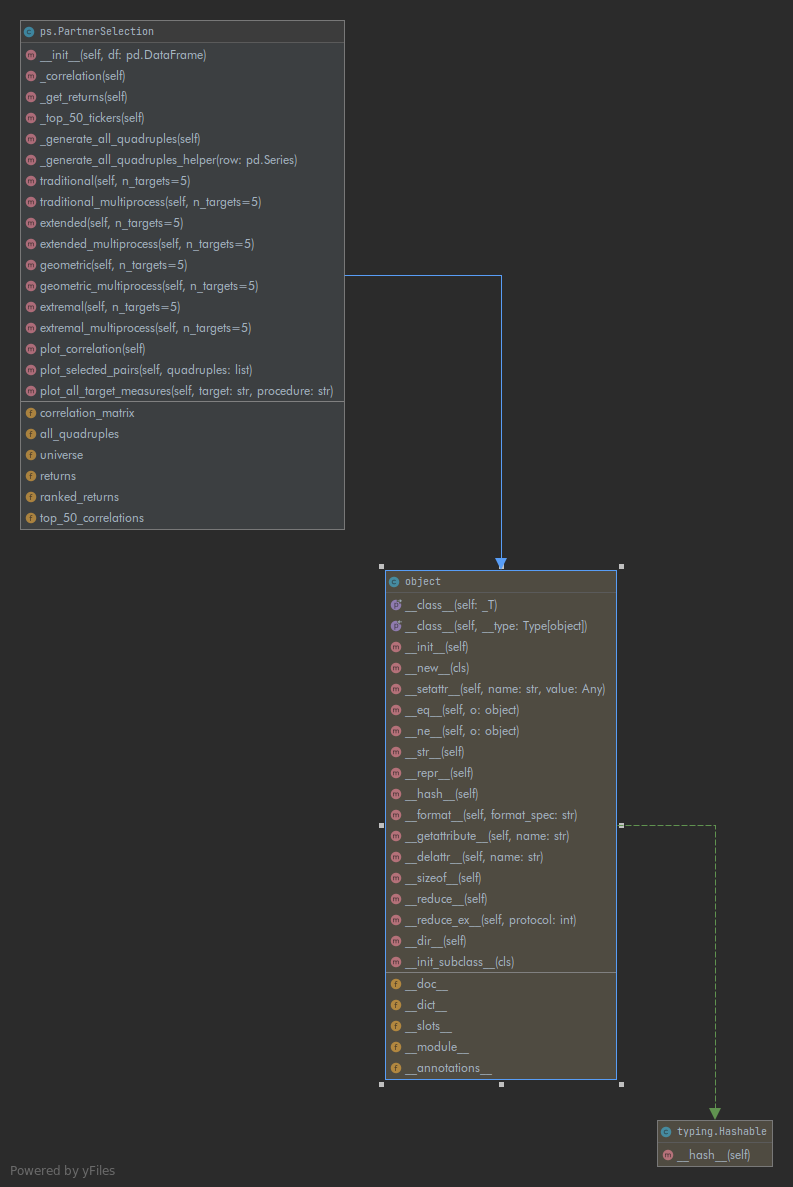 ps.PartnerSelection
__init__(self, df: pd.DataFrame)
_correlation(self)
_get_returns(self)
_top_50_tickers(self)
_generate_all_quadruples(self)
_generate_all_quadruples_helper(row: pd.Series)
traditional(self, n_targets=5)
traditional_multiprocess(self, n_targets=5)
extended(self, n_targets=5)
extended_multiprocess(self, n_targets=5)
geometric(self, n_targets=5)
geometric_multiprocess(self, n_targets=5)
extremal(self, n_targets=5)
extremal_multiprocess(self, n_targets=5)
plot_correlation(self)
plot_selected_pairs(self, quadruples: list)
plot_all_target_measures(self, target: str, procedure: str)
correlation_matrix
all_quadruples
universe
returns
ranked_returns
top_50_correlations
object
__class__(self: _T)
__class__(self, __type: Type[object])
__init__(self)
__new__(cls)
__setattr__(self, name: str, value: Any)
__eq__(self, o: object)
__ne__(self, o: object)
__str__(self)
__repr__(self)
__hash__(self)
__format__(self, format_spec: str)
__getattribute__(self, name: str)
__delattr__(self, name: str)
__sizeof__(self)
__reduce__(self)
__reduce_ex__(self, protocol: int)
__dir__(self)
__init_subclass__(cls)
__doc__
__dict__
__slots__
__module__
__annotations__
typing.Hashable
__hash__(self)
Powered by yFiles